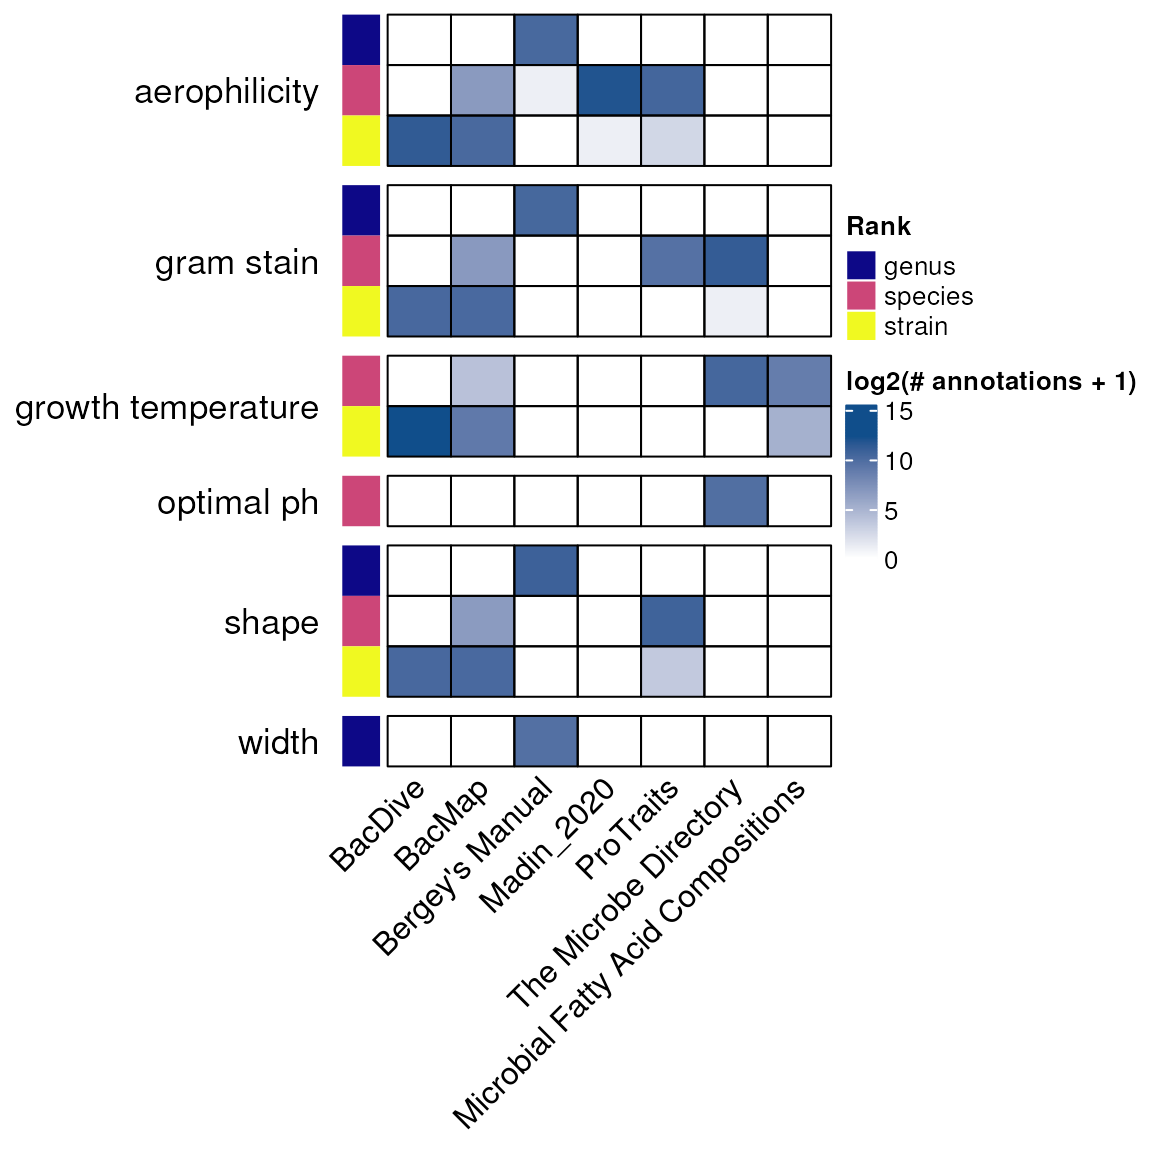 aerophilicity
gram stain
growth temperature
optimal ph
shape
width
BacDive
BacMap
Bergey's Manual
Madin_2020
ProTraits
The Microbe Directory
Microbial Fatty Acid Compositions
Rank
genus
species
strain
log2(# annotations + 1)
15
10
5
0